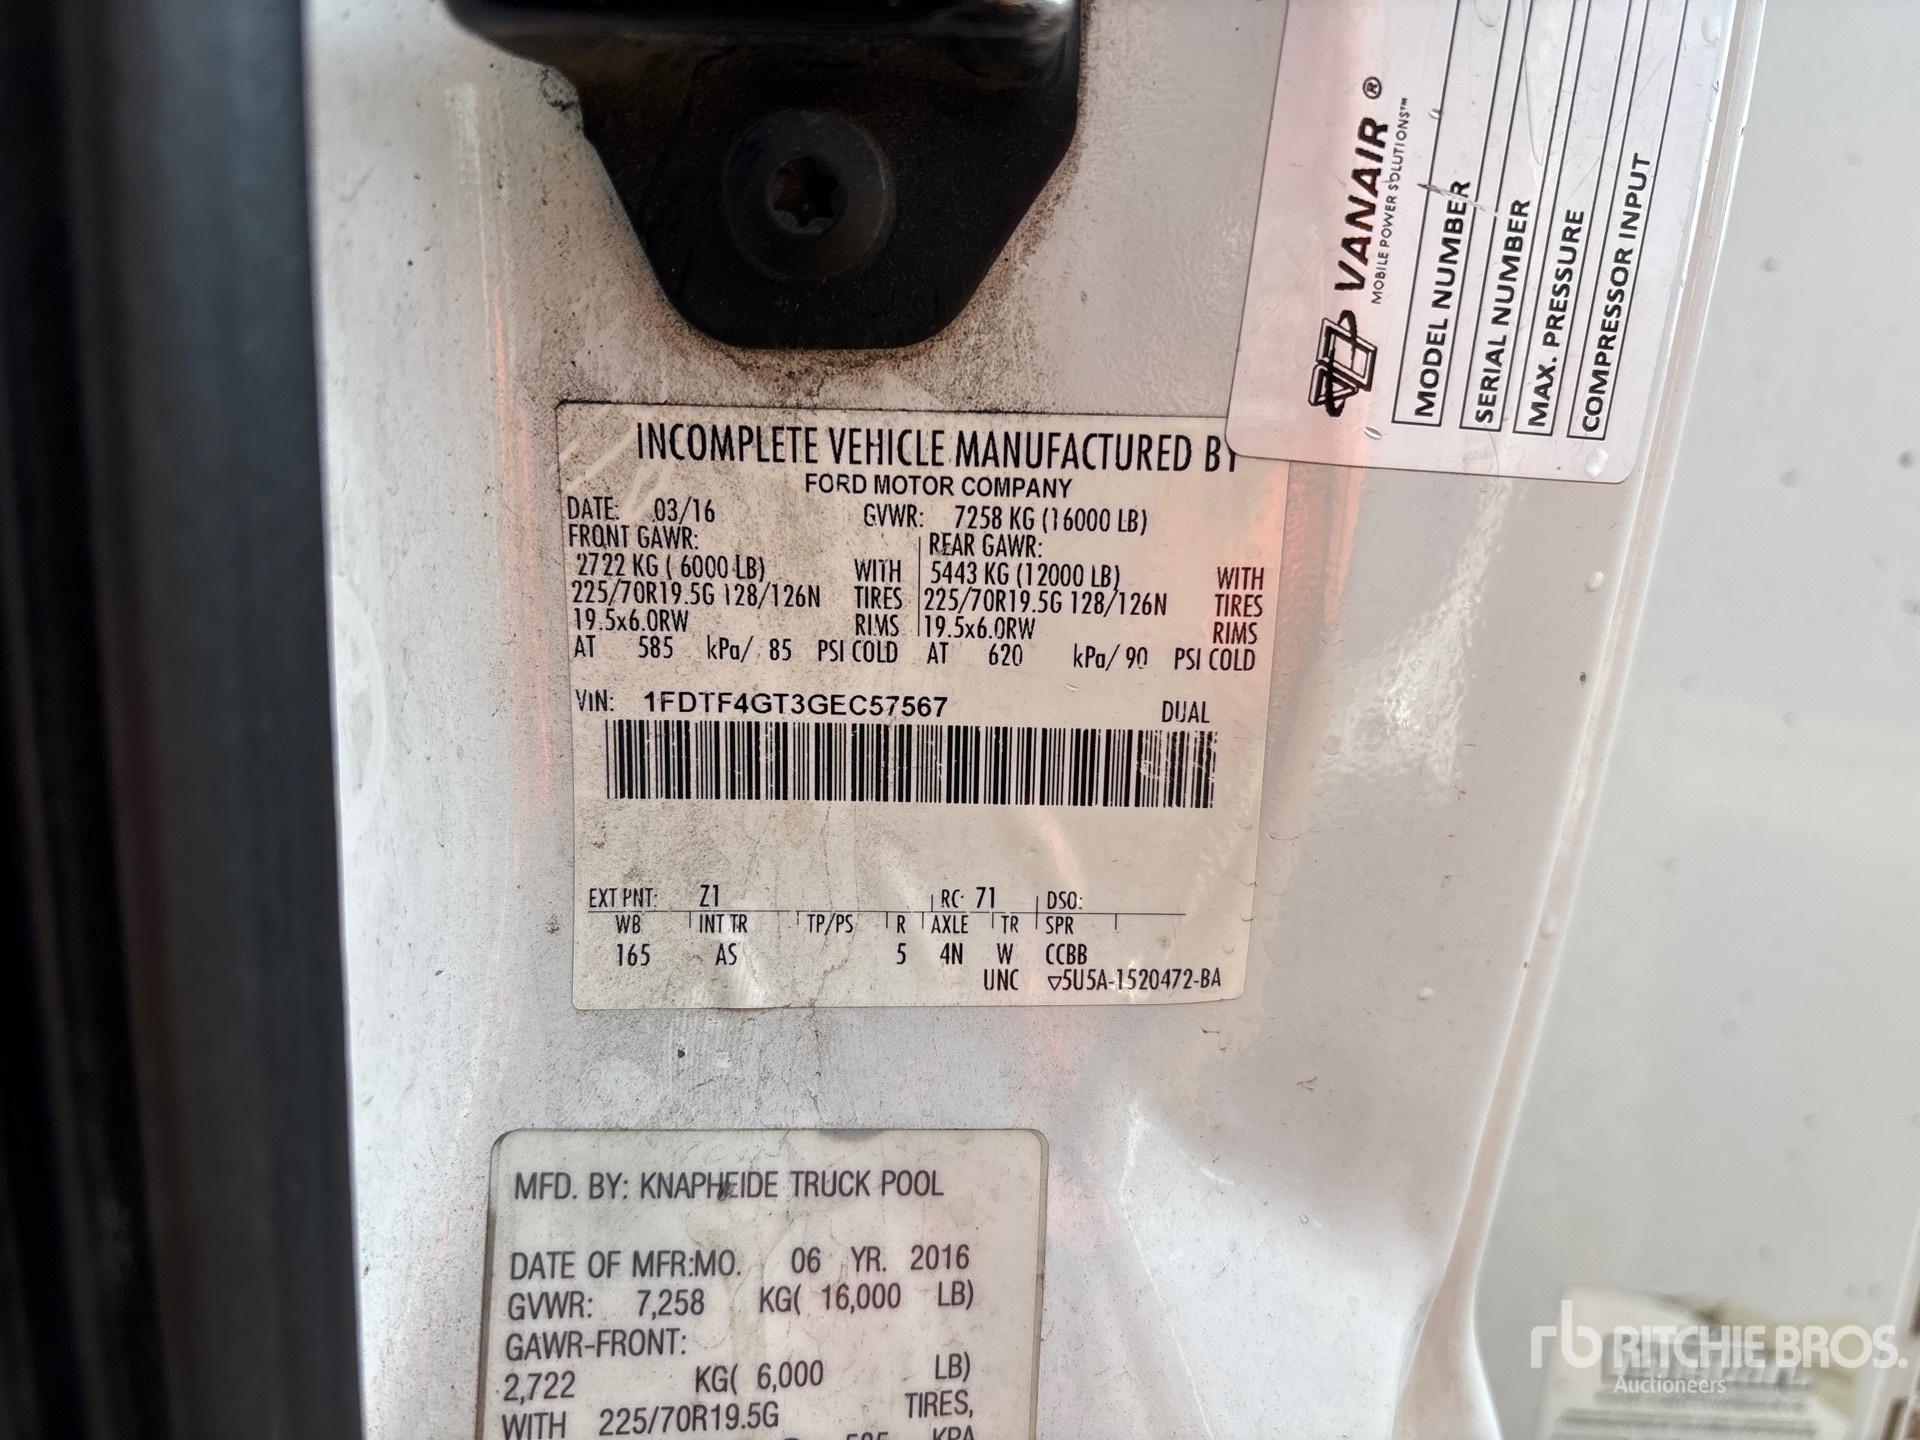 VANAIR ®
MOBILE POWER SOLUTIONS™
MODEL NUMBER
SERIAL NUMBER
MAX. PRESSURE
COMPRESSOR INPUT
INCOMPLETE VEHICLE MANUFACTURED BY
FORD MOTOR COMPANY
DATE: 03/16 GVWR: 7258 KG (16000 LB)
FRONT GAWR: REAR GAWR:
2722 KG ( 6000 LB) WITH 5443 KG (12000 LB) WITH
225/70R19.5G 128/126N TIRES 225/70R19.5G 128/126N TIRES
19.5x6.0RW RIMS 19.5x6.0RW RIMS
AT 585 kPa/ 85 PSI COLD AT 620 kPa/ 90 PSI COLD
VIN: 1FDTF4GT3GEC57567 DUAL
EXT PNT: Z1 RC: 71 DSO:
WB INT TR TP/PS R AXLE TR SPR
165 AS 5 4N W CCBB
UNC ▽5U5A-1520472-BA
MFD. BY: KNAPHEIDE TRUCK POOL
DATE OF MFR:MO. 06 YR. 2016
GVWR: 7,258 KG( 16,000 LB)
GAWR-FRONT:
2,722 KG( 6,000 LB)
WITH 225/70R19.5G TIRES,
585 KPA
rb RITCHIE BROS.
Auctioneers